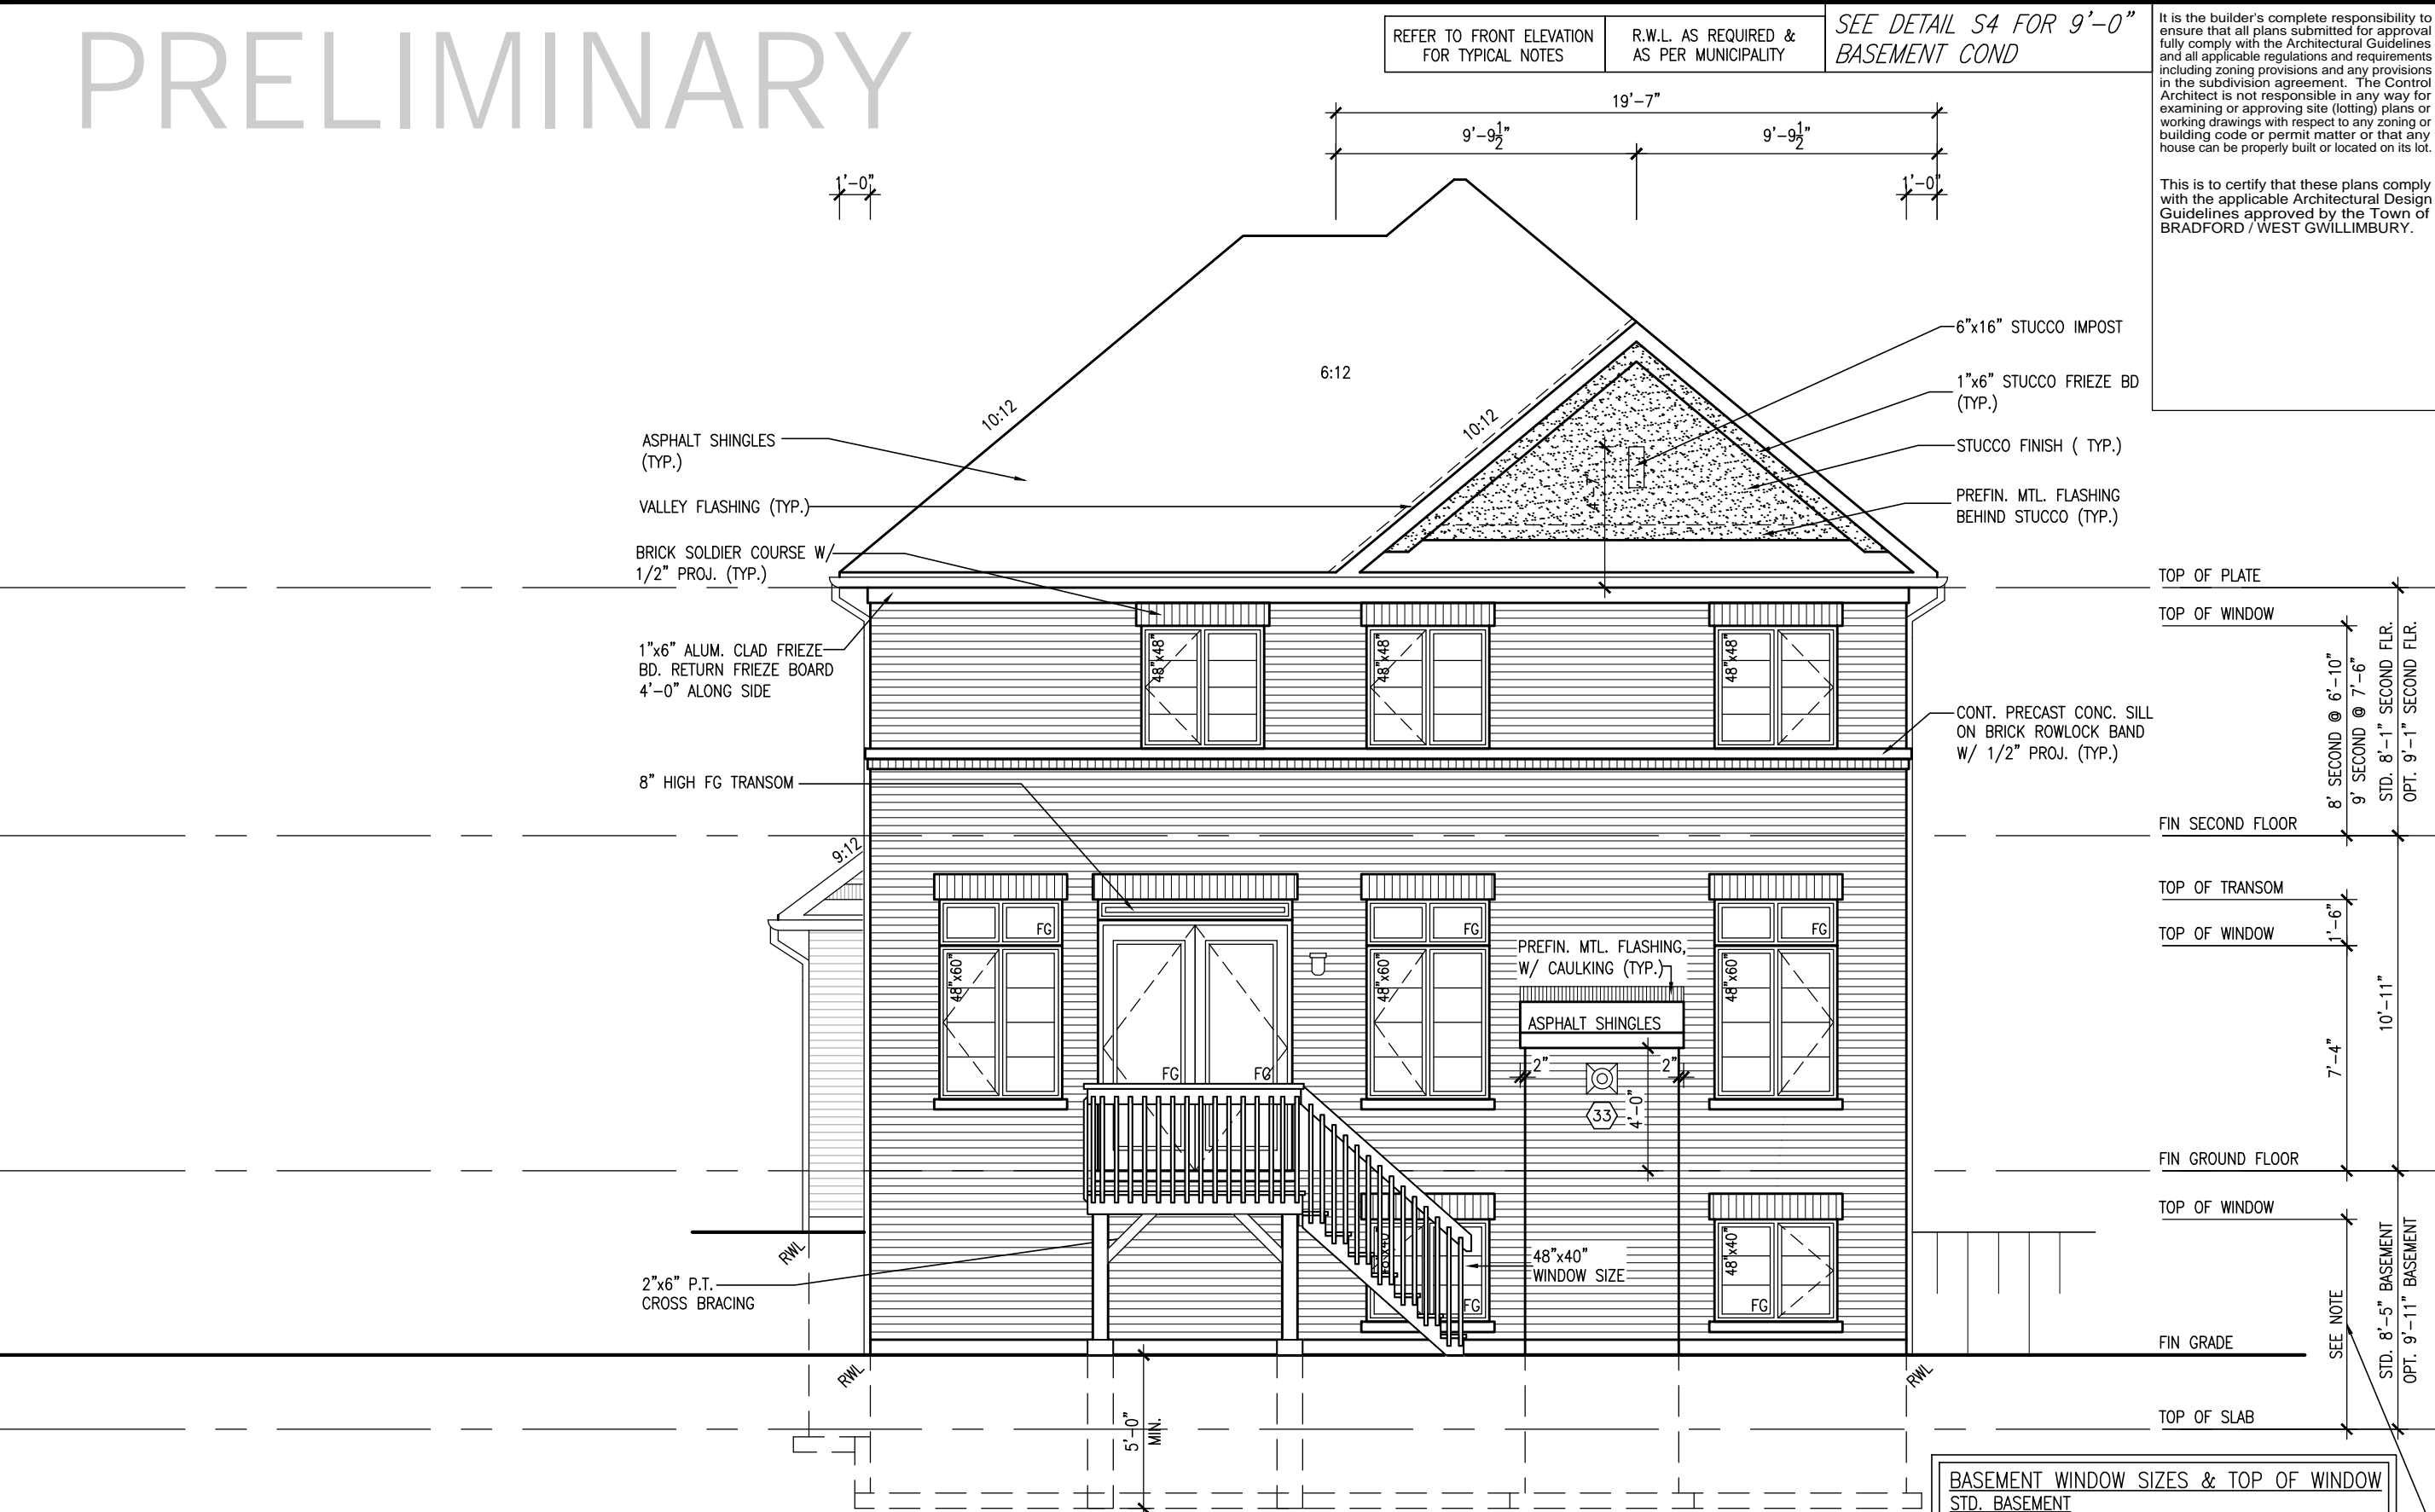 PRELIMINARY
REFER TO FRONT ELEVATION
FOR TYPICAL NOTES
R.W.L. AS REQUIRED &
AS PER MUNICIPALITY
SEE DETAIL S4 FOR 9'-0"
BASEMENT COND
It is the builder's complete responsibility to
ensure that all plans submitted for approval
fully comply with the Architectural Guidelines
and all applicable regulations and requirements
including zoning provisions and any provisions
in the subdivision agreement. The Control
Architect is not responsible in any way for
examining or approving site (lotting) plans or
working drawings with respect to any zoning or
building code or permit matter or that any
house can be properly built or located on its lot.
This is to certify that these plans comply
with the applicable Architectural Design
Guidelines approved by the Town of
BRADFORD / WEST GWILLIMBURY.
19'-7"
9'-9½"
9'-9½"
1'-0"
1'-0"
6:12
10:12
10:12
ASPHALT SHINGLES
(TYP.)
VALLEY FLASHING (TYP.)
BRICK SOLDIER COURSE W/
1/2" PROJ. (TYP.)
1"x6" ALUM. CLAD FRIEZE
BD. RETURN FRIEZE BOARD
4'-0" ALONG SIDE
8" HIGH FG TRANSOM
9:12
2"x6" P.T.
CROSS BRACING
6"x16" STUCCO IMPOST
1"x6" STUCCO FRIEZE BD
(TYP.)
STUCCO FINISH ( TYP.)
PREFIN. MTL. FLASHING
BEHIND STUCCO (TYP.)
CONT. PRECAST CONC. SILL
ON BRICK ROWLOCK BAND
W/ 1/2" PROJ. (TYP.)
48"x48"
48"x48"
48"x48"
FG
FG
FG
48"x60"
48"x60"
48"x60"
FG
FG
PREFIN. MTL. FLASHING,
W/ CAULKING (TYP.)
ASPHALT SHINGLES
2"
2"
33
4'-0"
48"x40"
WINDOW SIZE
FG
48"x40"
FG
RWL
RWL
RWL
5'-0"
MIN.
TOP OF PLATE
TOP OF WINDOW
8' SECOND @ 6'-10"
9' SECOND @ 7'-6"
STD. 8'-1" SECOND FLR.
OPT. 9'-1" SECOND FLR.
FIN SECOND FLOOR
TOP OF TRANSOM
1'-6"
TOP OF WINDOW
7'-4"
10'-11"
FIN GROUND FLOOR
TOP OF WINDOW
SEE NOTE
STD. 8'-5" BASEMENT
OPT. 9'-11" BASEMENT
FIN GRADE
TOP OF SLAB
BASEMENT WINDOW SIZES & TOP OF WINDOW
STD. BASEMENT